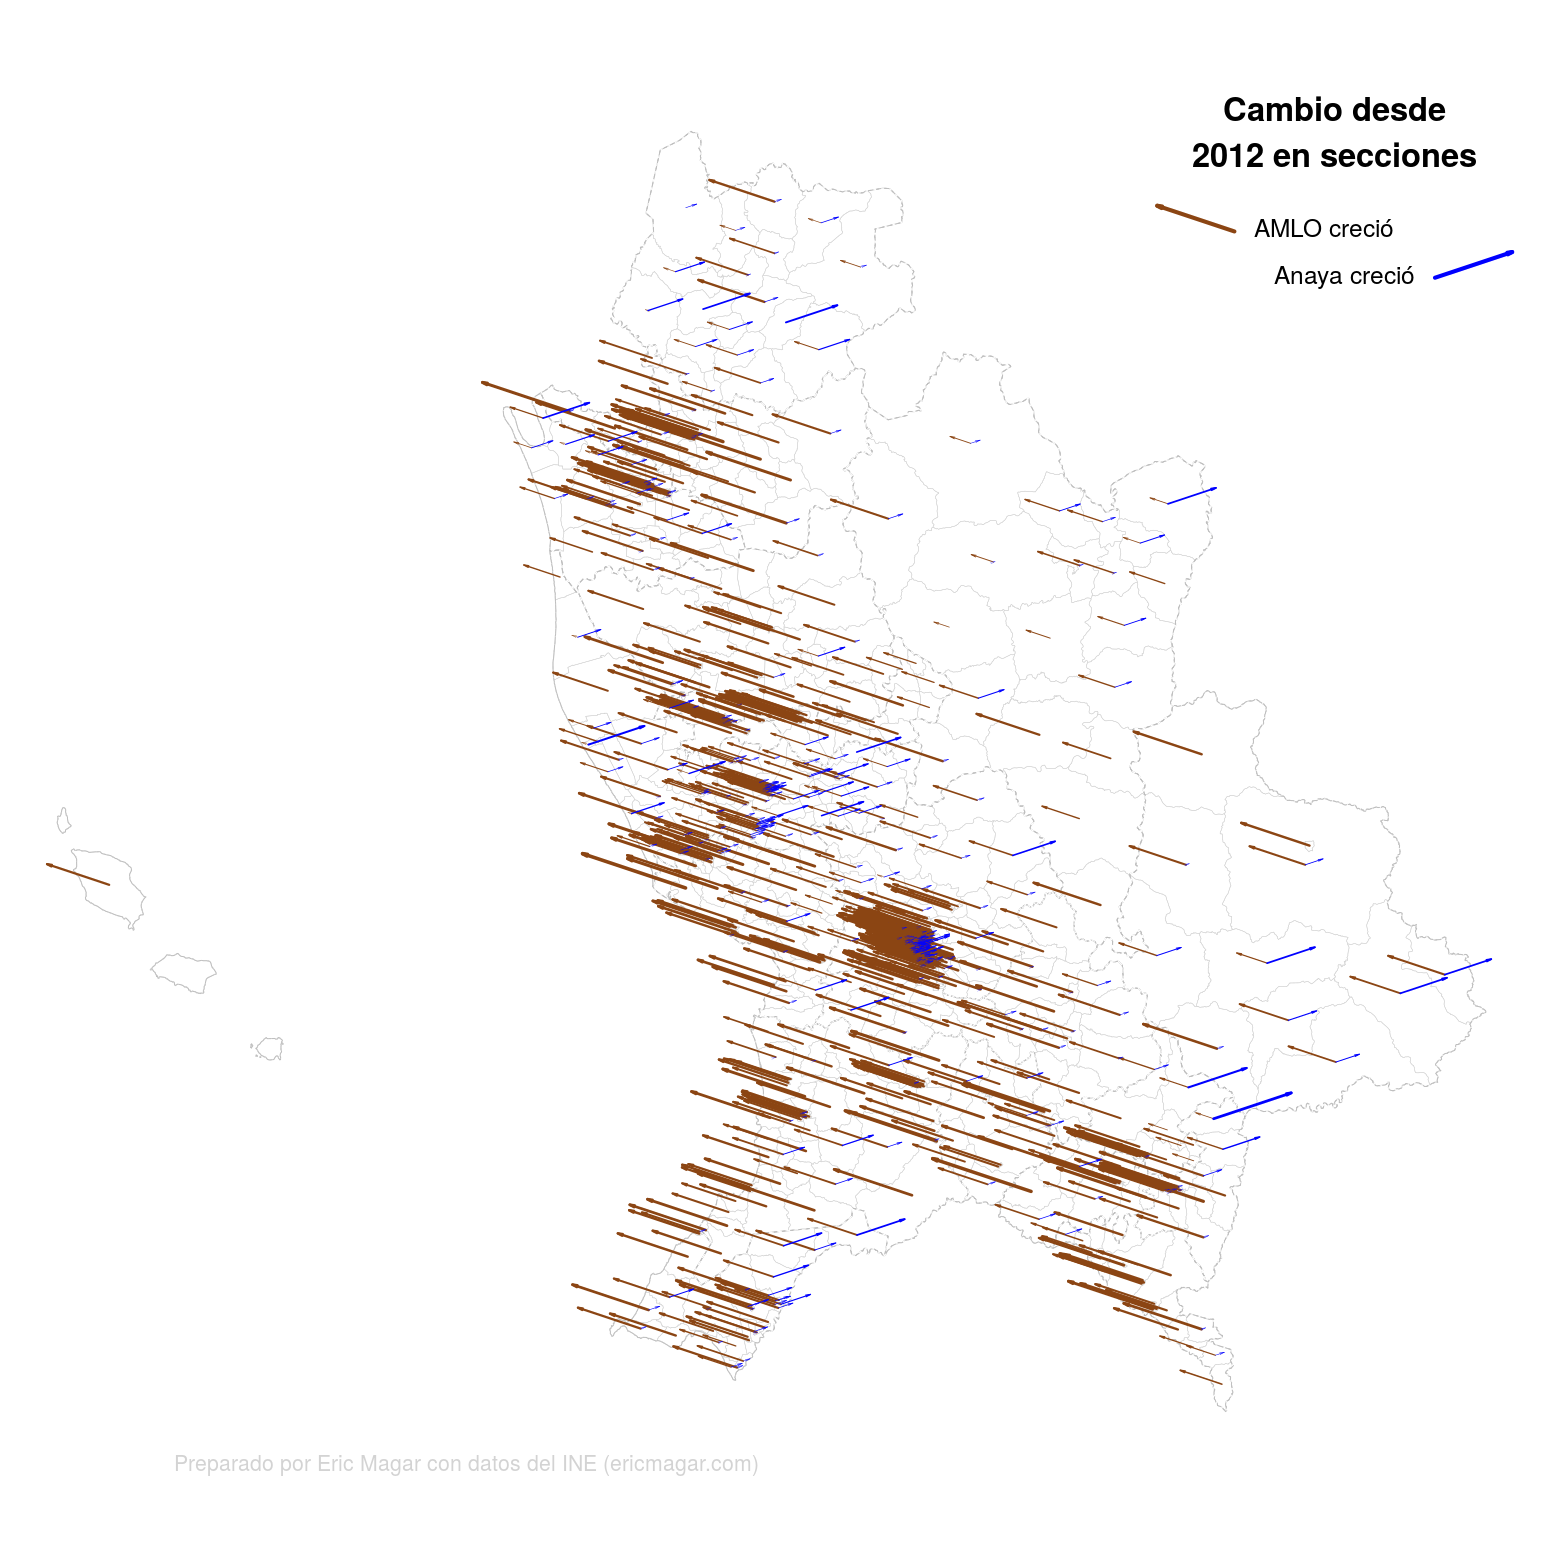 Cambio desde
2012 en secciones
AMLO creció
Anaya creció
Preparado por Eric Magar con datos del INE (ericmagar.com)